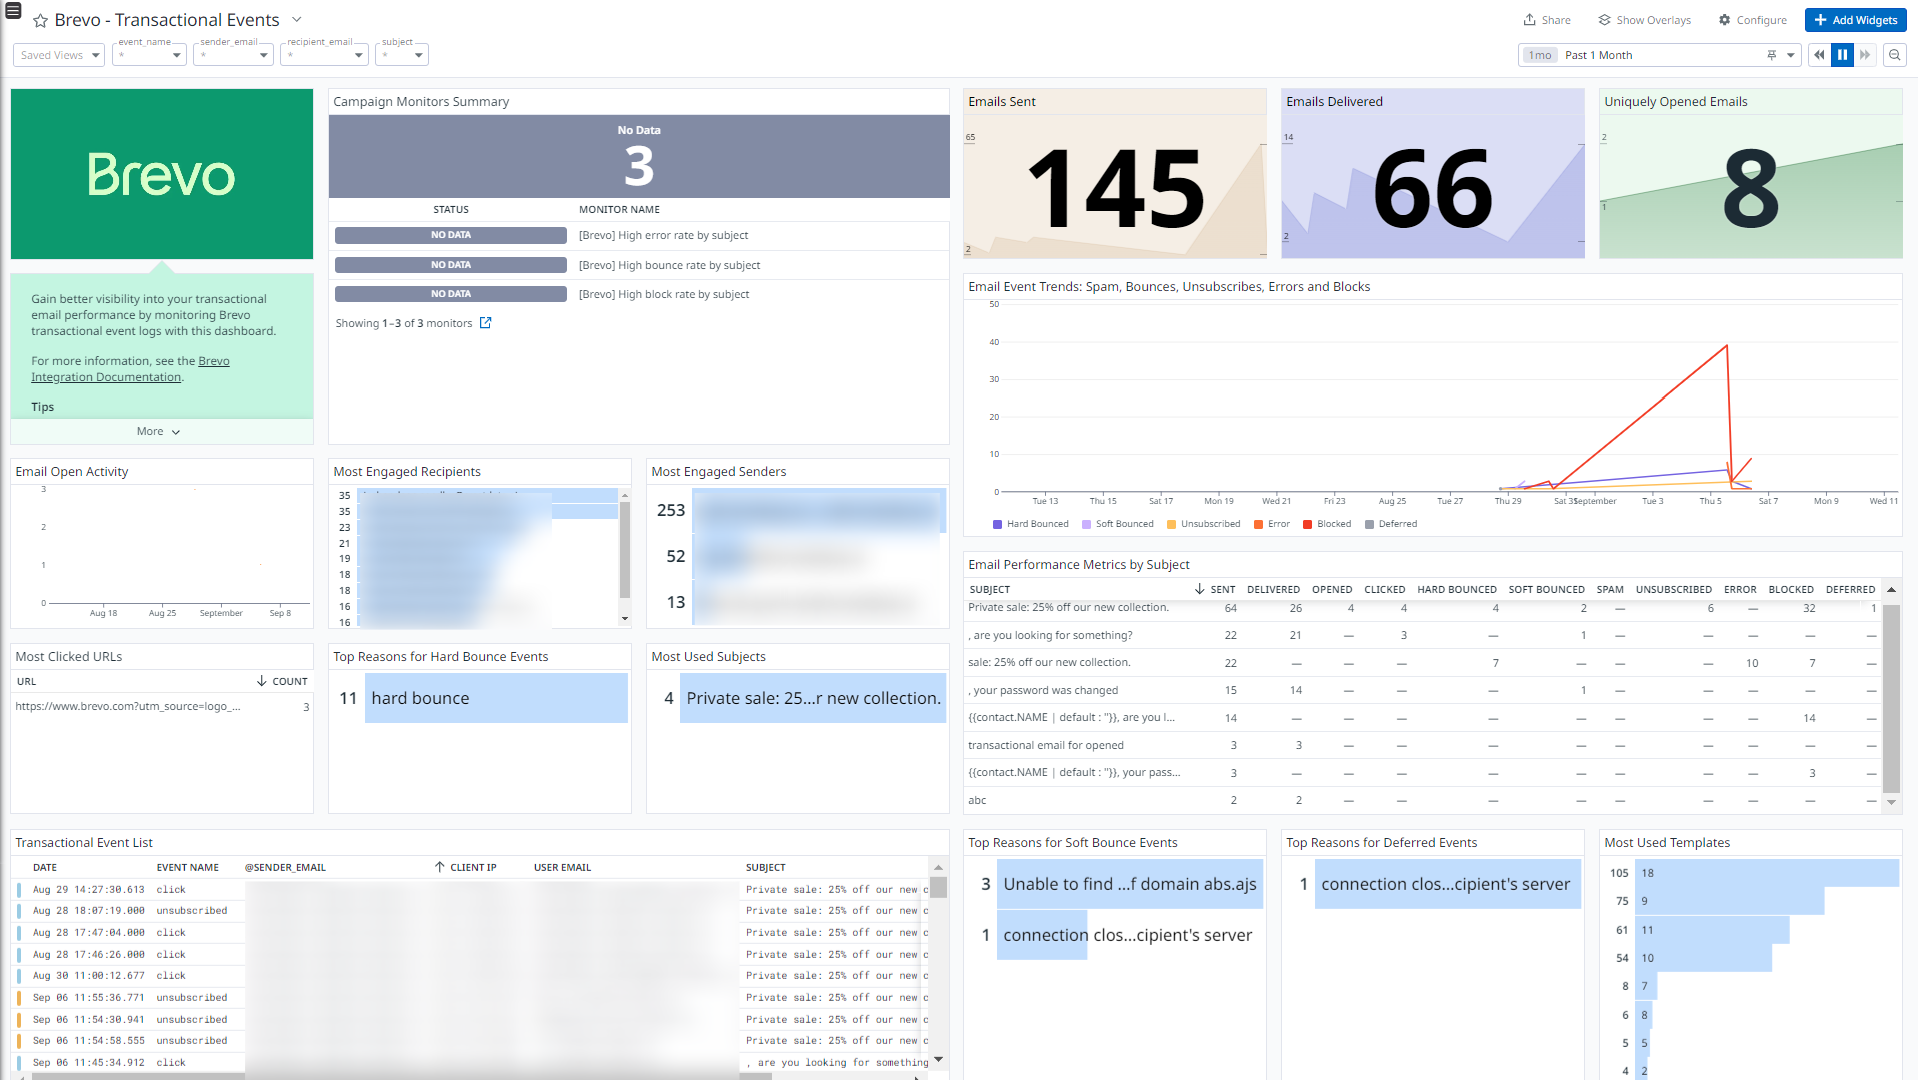 Brevo - Transactional Events
Share
Show Overlays
Configure
Add Widgets
Saved Views
event_name
*
sender_email
*
recipient_email
*
subject
*
1mo Past 1 Month
Brevo
Gain better visibility into your transactional
email performance by monitoring Brevo
transactional event logs with this dashboard.
For more information, see the Brevo
Integration Documentation.
Tips
More
Campaign Monitors Summary
No Data
3
STATUS MONITOR NAME
NO DATA [Brevo] High error rate by subject
NO DATA [Brevo] High bounce rate by subject
NO DATA [Brevo] High block rate by subject
Showing 1–3 of 3 monitors
Emails Sent
65
145
2
Emails Delivered
14
66
2
Uniquely Opened Emails
2
8
1
Email Event Trends: Spam, Bounces, Unsubscribes, Errors and Blocks
50
40
30
20
10
0
Tue 13 Thu 15 Sat 17 Mon 19 Wed 21 Fri 23 Aug 25 Tue 27 Thu 29 Sat 31 September Tue 3 Thu 5 Sat 7 Mon 9 Wed 11
Hard Bounced Soft Bounced Unsubscribed Error Blocked Deferred
Email Open Activity
3
2
1
0
Aug 18 Aug 25 September Sep 8
Most Engaged Recipients
35
35
23
21
19
18
18
16
16
Most Engaged Senders
253
52
13
Email Performance Metrics by Subject
SUBJECT SENT DELIVERED OPENED CLICKED HARD BOUNCED SOFT BOUNCED SPAM UNSUBSCRIBED ERROR BLOCKED DEFERRED
Private sale: 25% off our new collection. 64 26 4 4 4 2 — 6 — 32 1
, are you looking for something? 22 21 — 3 — 1 — — — — —
sale: 25% off our new collection. 22 — — — 7 — — — 10 7 —
, your password was changed 15 14 — — — 1 — — — — —
{{contact.NAME | default : ''}}, are you l... 14 — — — — — — — — 14 —
transactional email for opened 3 3 — — — — — — — — —
{{contact.NAME | default : ''}}, your pass... 3 — — — — — — — — 3 —
abc 2 2 — — — — — — — — —
Most Clicked URLs
URL COUNT
https://www.brevo.com?utm_source=logo_... 3
Top Reasons for Hard Bounce Events
11 hard bounce
Most Used Subjects
4 Private sale: 25...r new collection.
Transactional Event List
DATE EVENT NAME @SENDER_EMAIL CLIENT IP USER EMAIL SUBJECT
Aug 29 14:27:30.613 click Private sale: 25% off our new c
Aug 28 18:07:19.000 unsubscribed Private sale: 25% off our new c
Aug 28 17:47:04.000 click Private sale: 25% off our new c
Aug 28 17:46:26.000 click Private sale: 25% off our new c
Aug 30 11:00:12.677 click Private sale: 25% off our new c
Sep 06 11:55:36.771 unsubscribed Private sale: 25% off our new c
Sep 06 11:54:30.941 unsubscribed Private sale: 25% off our new c
Sep 06 11:54:58.555 unsubscribed Private sale: 25% off our new c
Sep 06 11:45:34.912 click , are you looking for something
Top Reasons for Soft Bounce Events
3 Unable to find ...f domain abs.ajs
1 connection clos...cipient's server
Top Reasons for Deferred Events
1 connection clos...cipient's server
Most Used Templates
105 18
75 9
61 11
54 10
8 7
6 8
5 5
4 2